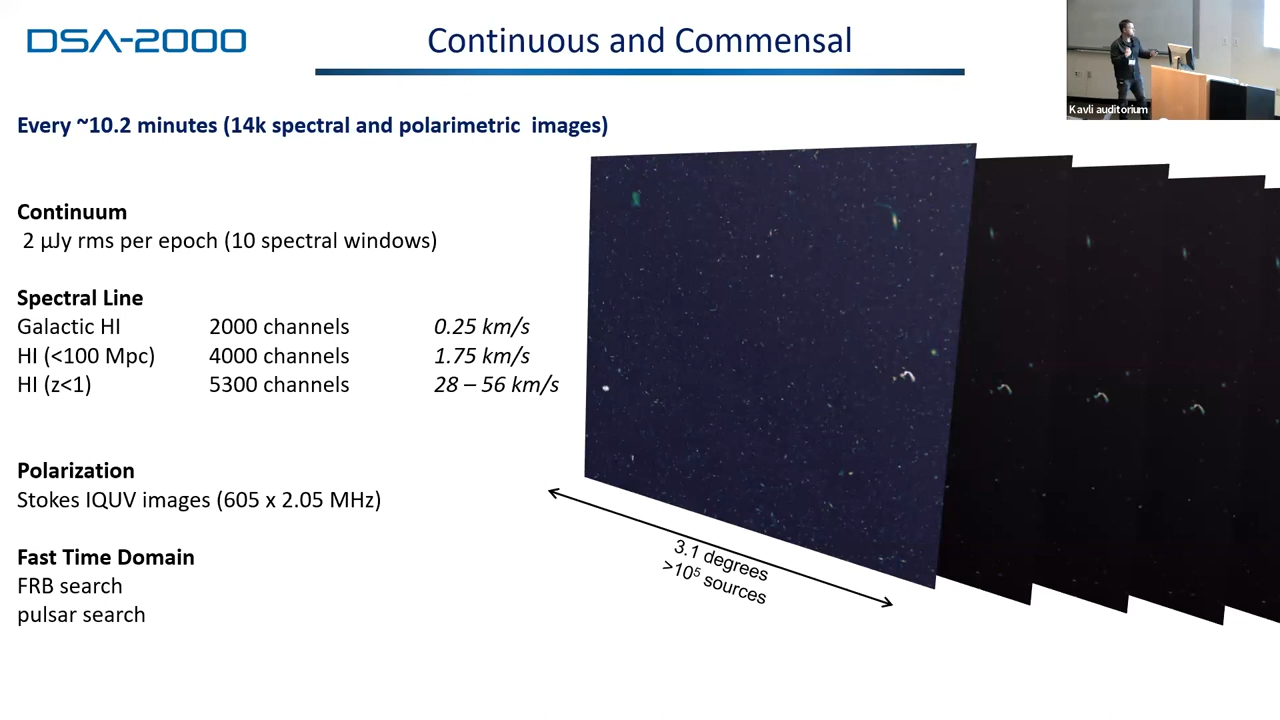 DSA-2000
Continuous and Commensal
Kavli auditorium
Every ~10.2 minutes (14k spectral and polarimetric images)
Continuum
2 µJy rms per epoch (10 spectral windows)
Spectral Line
Galactic HI 2000 channels 0.25 km/s
HI (<100 Mpc) 4000 channels 1.75 km/s
HI (z<1) 5300 channels 28 – 56 km/s
Polarization
Stokes IQUV images (605 x 2.05 MHz)
Fast Time Domain
FRB search
pulsar search
3.1 degrees
>10⁵ sources